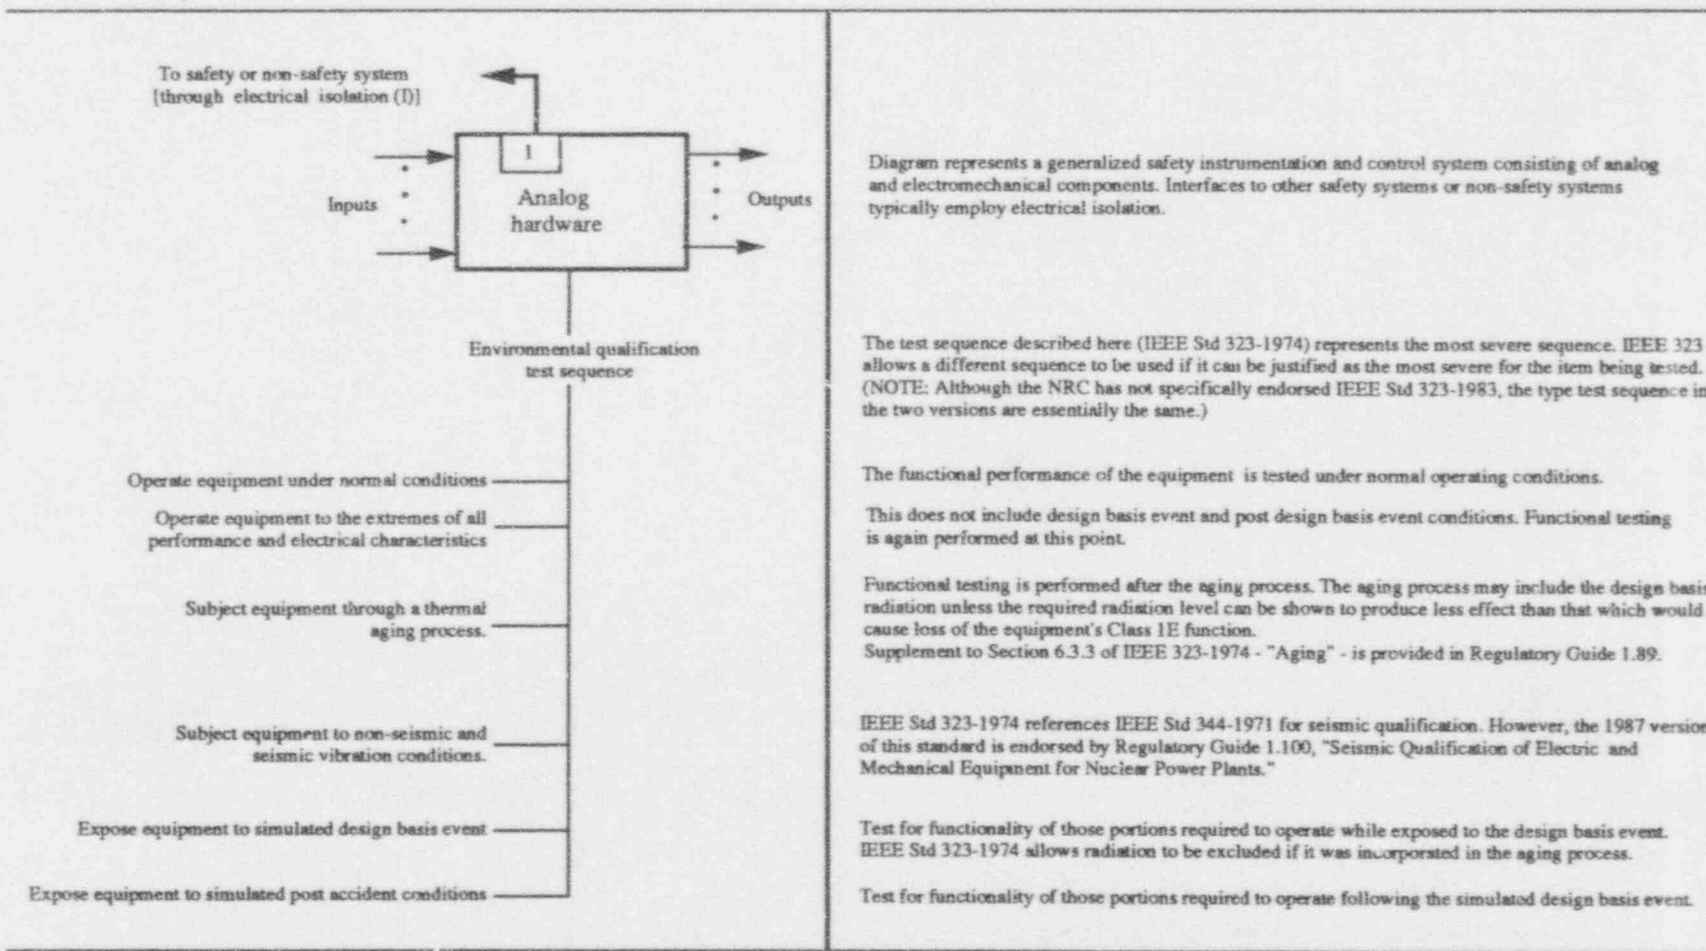 To safety or non-safety system
[through electrical isolation (I)]
I
Analog
hardware
Inputs
Outputs
Environmental qualification
test sequence
Operate equipment under normal conditions
Operate equipment to the extremes of all
performance and electrical characteristics
Subject equipment through a thermal
aging process.
Subject equipment to non-seismic and
seismic vibration conditions.
Expose equipment to simulated design basis event
Expose equipment to simulated post accident conditions
Diagram represents a generalized safety instrumentation and control system consisting of analog
and electromechanical components. Interfaces to other safety systems or non-safety systems
typically employ electrical isolation.
The test sequence described here (IEEE Std 323-1974) represents the most severe sequence. IEEE 323
allows a different sequence to be used if it can be justified as the most severe for the item being tested.
(NOTE: Although the NRC has not specifically endorsed IEEE Std 323-1983, the type test sequence in
the two versions are essentially the same.)
The functional performance of the equipment is tested under normal operating conditions.
This does not include design basis event and post design basis event conditions. Functional testing
is again performed at this point.
Functional testing is performed after the aging process. The aging process may include the design basis
radiation unless the required radiation level can be shown to produce less effect than that which would
cause loss of the equipment's Class 1E function.
Supplement to Section 6.3.3 of IEEE 323-1974 - "Aging" - is provided in Regulatory Guide 1.89.
IEEE Std 323-1974 references IEEE Std 344-1971 for seismic qualification. However, the 1987 version
of this standard is endorsed by Regulatory Guide 1.100, "Seismic Qualification of Electric and
Mechanical Equipment for Nuclear Power Plants."
Test for functionality of those portions required to operate while exposed to the design basis event.
IEEE Std 323-1974 allows radiation to be excluded if it was incorporated in the aging process.
Test for functionality of those portions required to operate following the simulated design basis event.